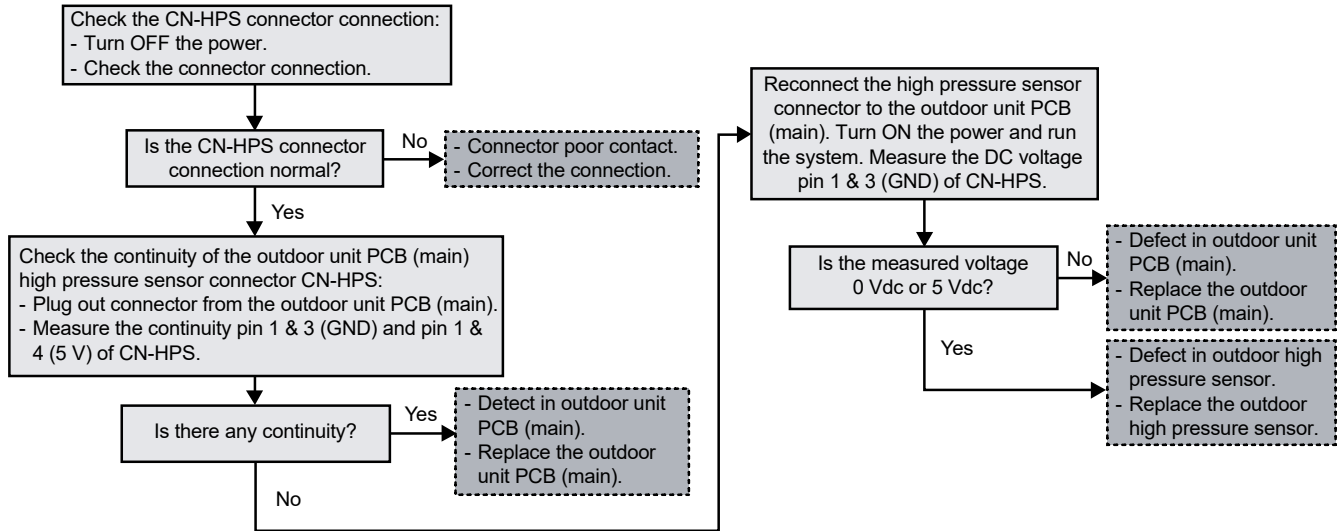 Check the CN-HPS connector connection:
- Turn OFF the power.
- Check the connector connection.
Is the CN-HPS connector
connection normal?
No
- Connector poor contact.
- Correct the connection.
Yes
Check the continuity of the outdoor unit PCB (main)
high pressure sensor connector CN-HPS:
- Plug out connector from the outdoor unit PCB (main).
- Measure the continuity pin 1 & 3 (GND) and pin 1 &
4 (5 V) of CN-HPS.
Is there any continuity?
Yes
- Detect in outdoor unit
PCB (main).
- Replace the outdoor
unit PCB (main).
No
Reconnect the high pressure sensor
connector to the outdoor unit PCB
(main). Turn ON the power and run
the system. Measure the DC voltage
pin 1 & 3 (GND) of CN-HPS.
Is the measured voltage
0 Vdc or 5 Vdc?
No
- Defect in outdoor unit
PCB (main).
- Replace the outdoor
unit PCB (main).
Yes
- Defect in outdoor high
pressure sensor.
- Replace the outdoor
high pressure sensor.